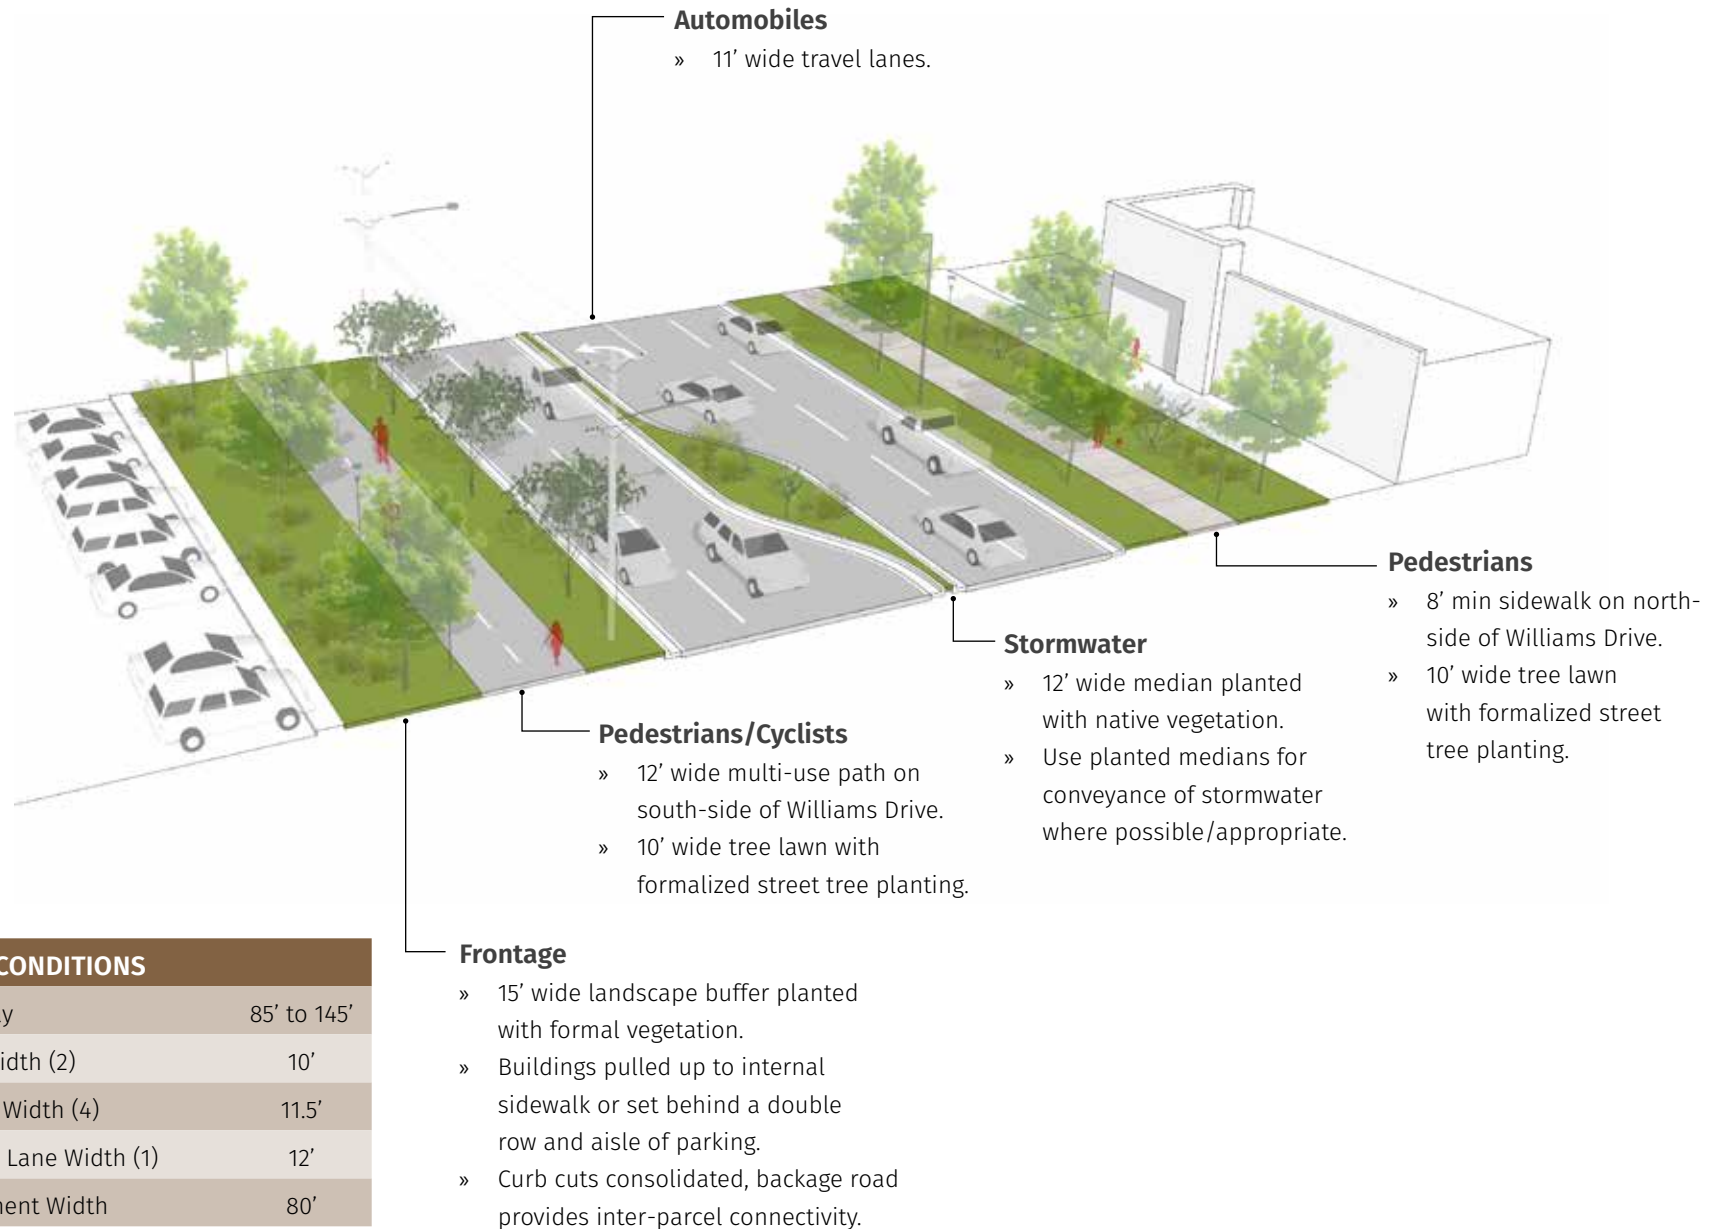 Automobiles
» 11’ wide travel lanes.
Pedestrians
» 8’ min sidewalk on north-
side of Williams Drive.
» 10’ wide tree lawn
with formalized street
tree planting.
Stormwater
» 12’ wide median planted
with native vegetation.
» Use planted medians for
conveyance of stormwater
where possible/appropriate.
Pedestrians/Cyclists
» 12’ wide multi-use path on
south-side of Williams Drive.
» 10’ wide tree lawn with
formalized street tree planting.
Frontage
» 15’ wide landscape buffer planted
with formal vegetation.
» Buildings pulled up to internal
sidewalk or set behind a double
row and aisle of parking.
» Curb cuts consolidated, backage road
provides inter-parcel connectivity.
CONDITIONS
85’ to 145’
(2) 10’
Width (4) 11.5’
Lane Width (1) 12’
Width 80’